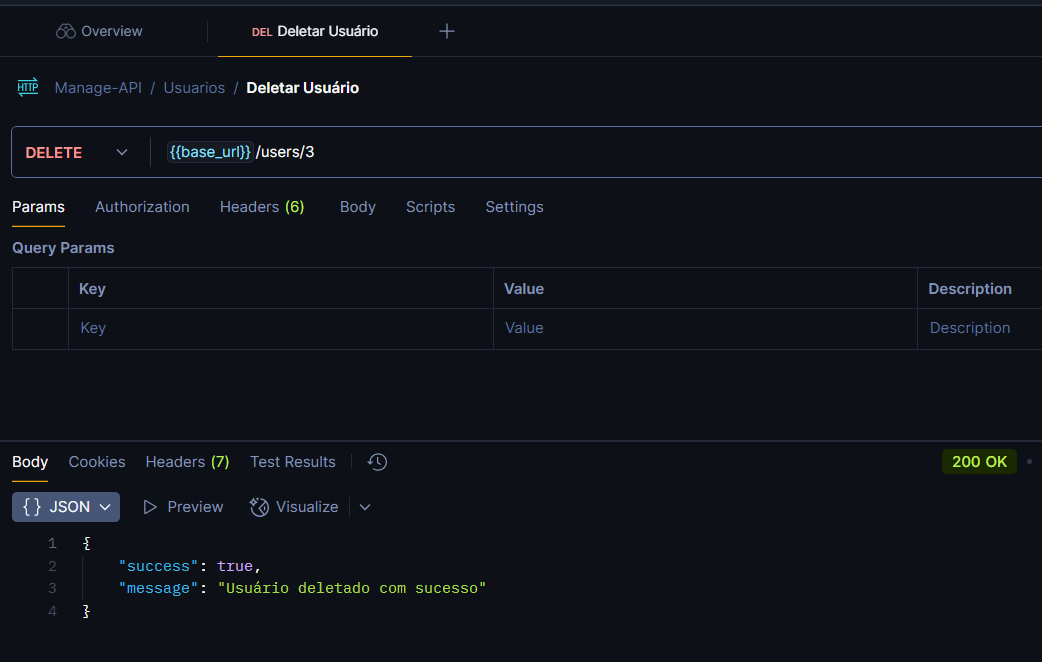 Overview
DEL Deletar Usuário
HTTP Manage-API / Usuarios / Deletar Usuário
DELETE {{base_url}}/users/3
Params Authorization Headers (6) Body Scripts Settings
Query Params
Key Value Description
Key Value Description
Body Cookies Headers (7) Test Results 200 OK
{} JSON Preview Visualize
1 {
2 "success": true,
3 "message": "Usuário deletado com sucesso"
4 }